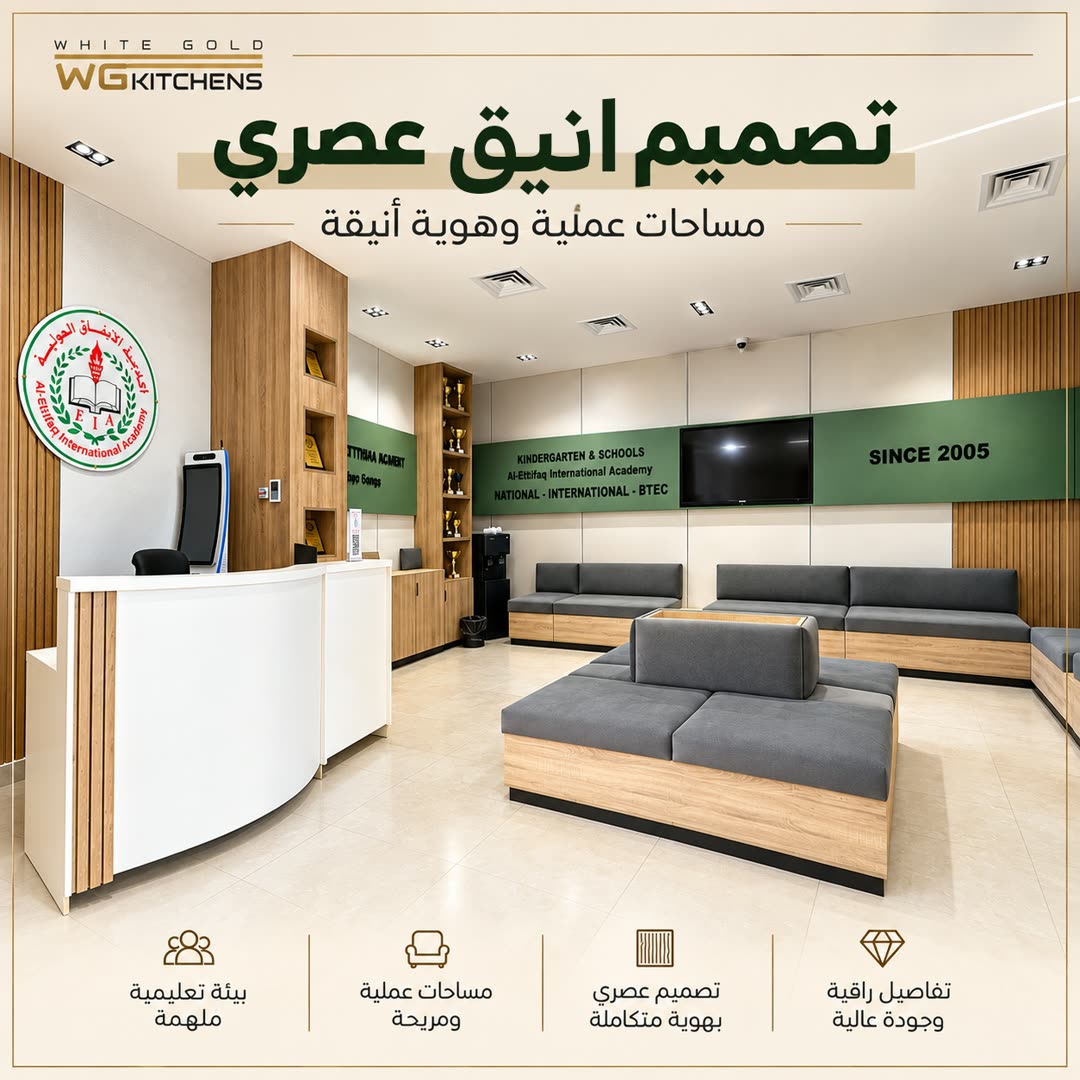 WHITE GOLD
WG KITCHENS
تصميم انيق عصري
مساحات عملية وهوية أنيقة
Al-Ettifaq International Academy
EIA
KINDERGARTEN & SCHOOLS
Al-Ettifaq International Academy
NATIONAL - INTERNATIONAL - BTEC
SINCE 2005
تفاصيل راقية
وجودة عالية
تصميم عصري
بهوية متكاملة
مساحات عملية
ومريحة
بيئة تعليمية
ملهمة